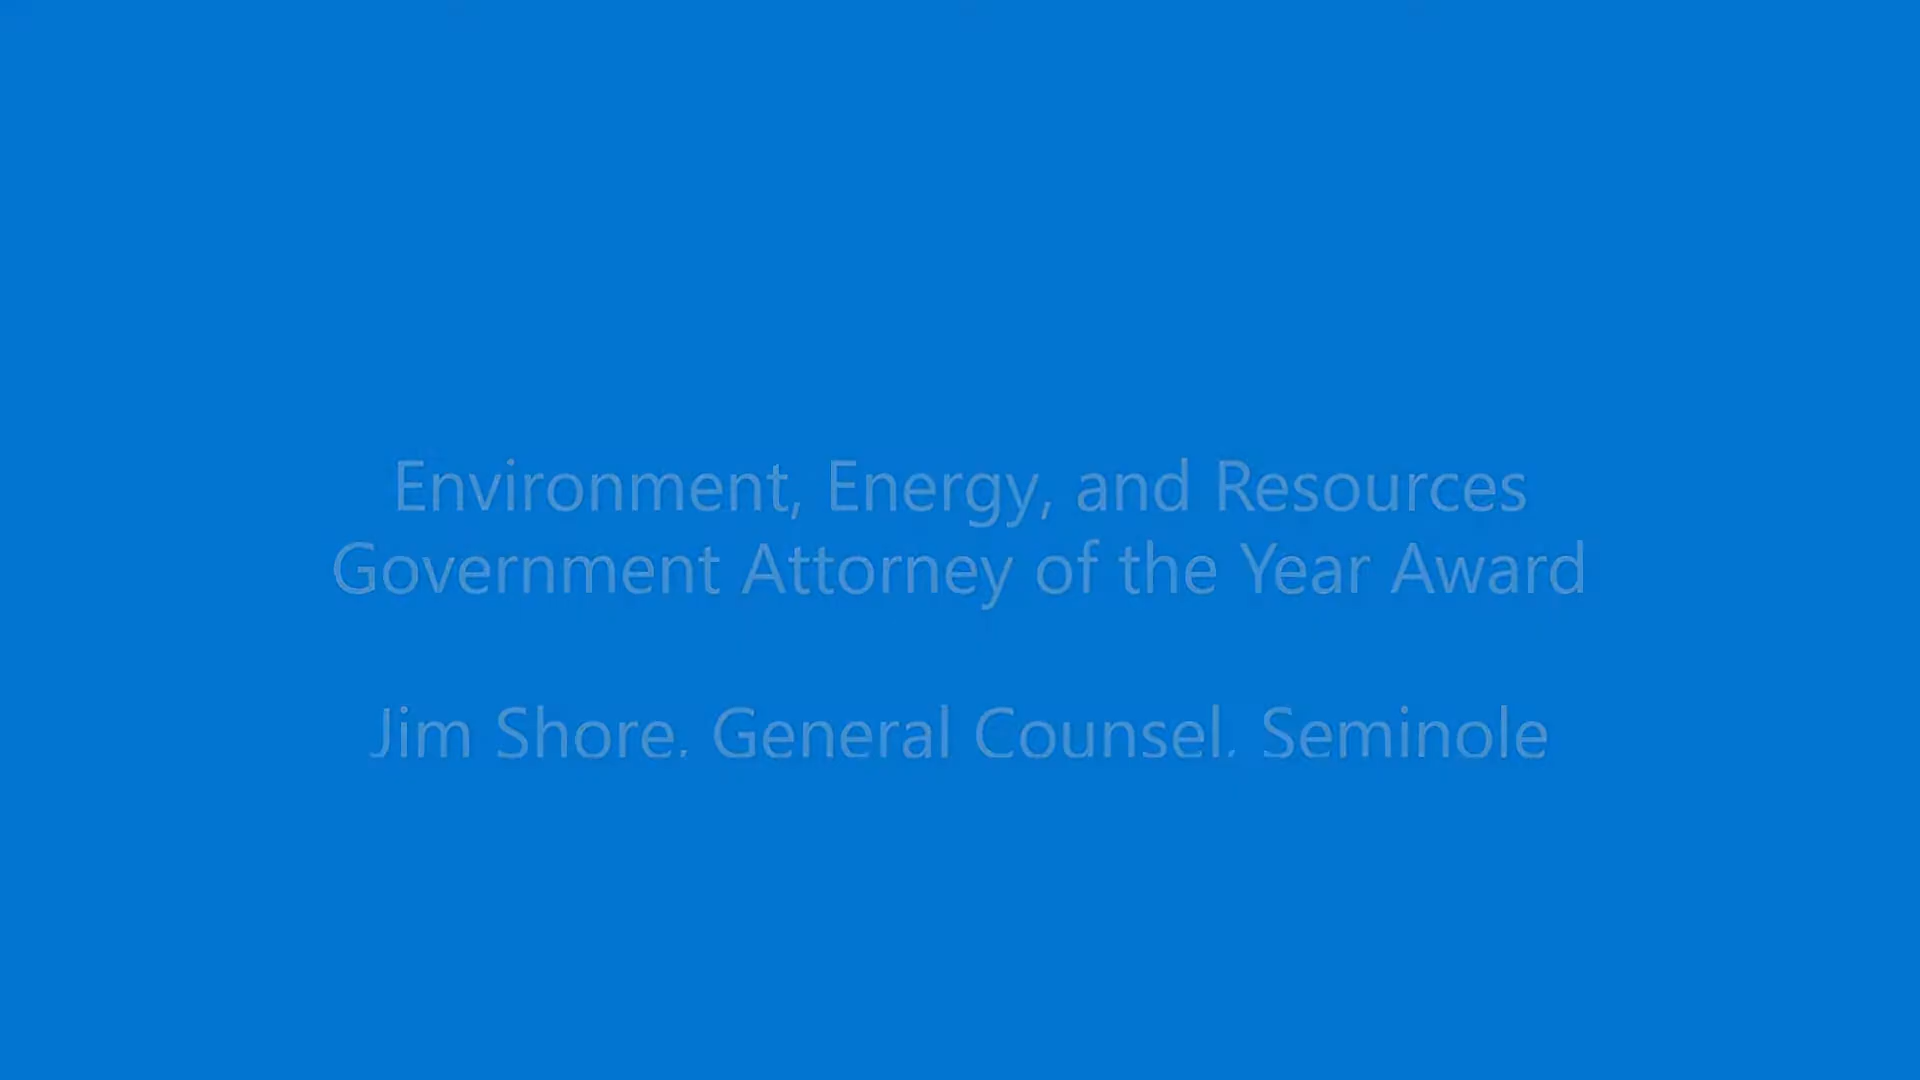 Environment, Energy, and Resources
Government Attorney of the Year Award
Jim Shore, General Counsel, Seminole